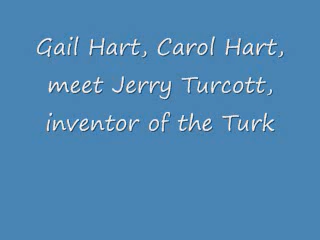 Gail Hart, Carol Hart,
meet Jerry Turcott,
inventor of the Turk